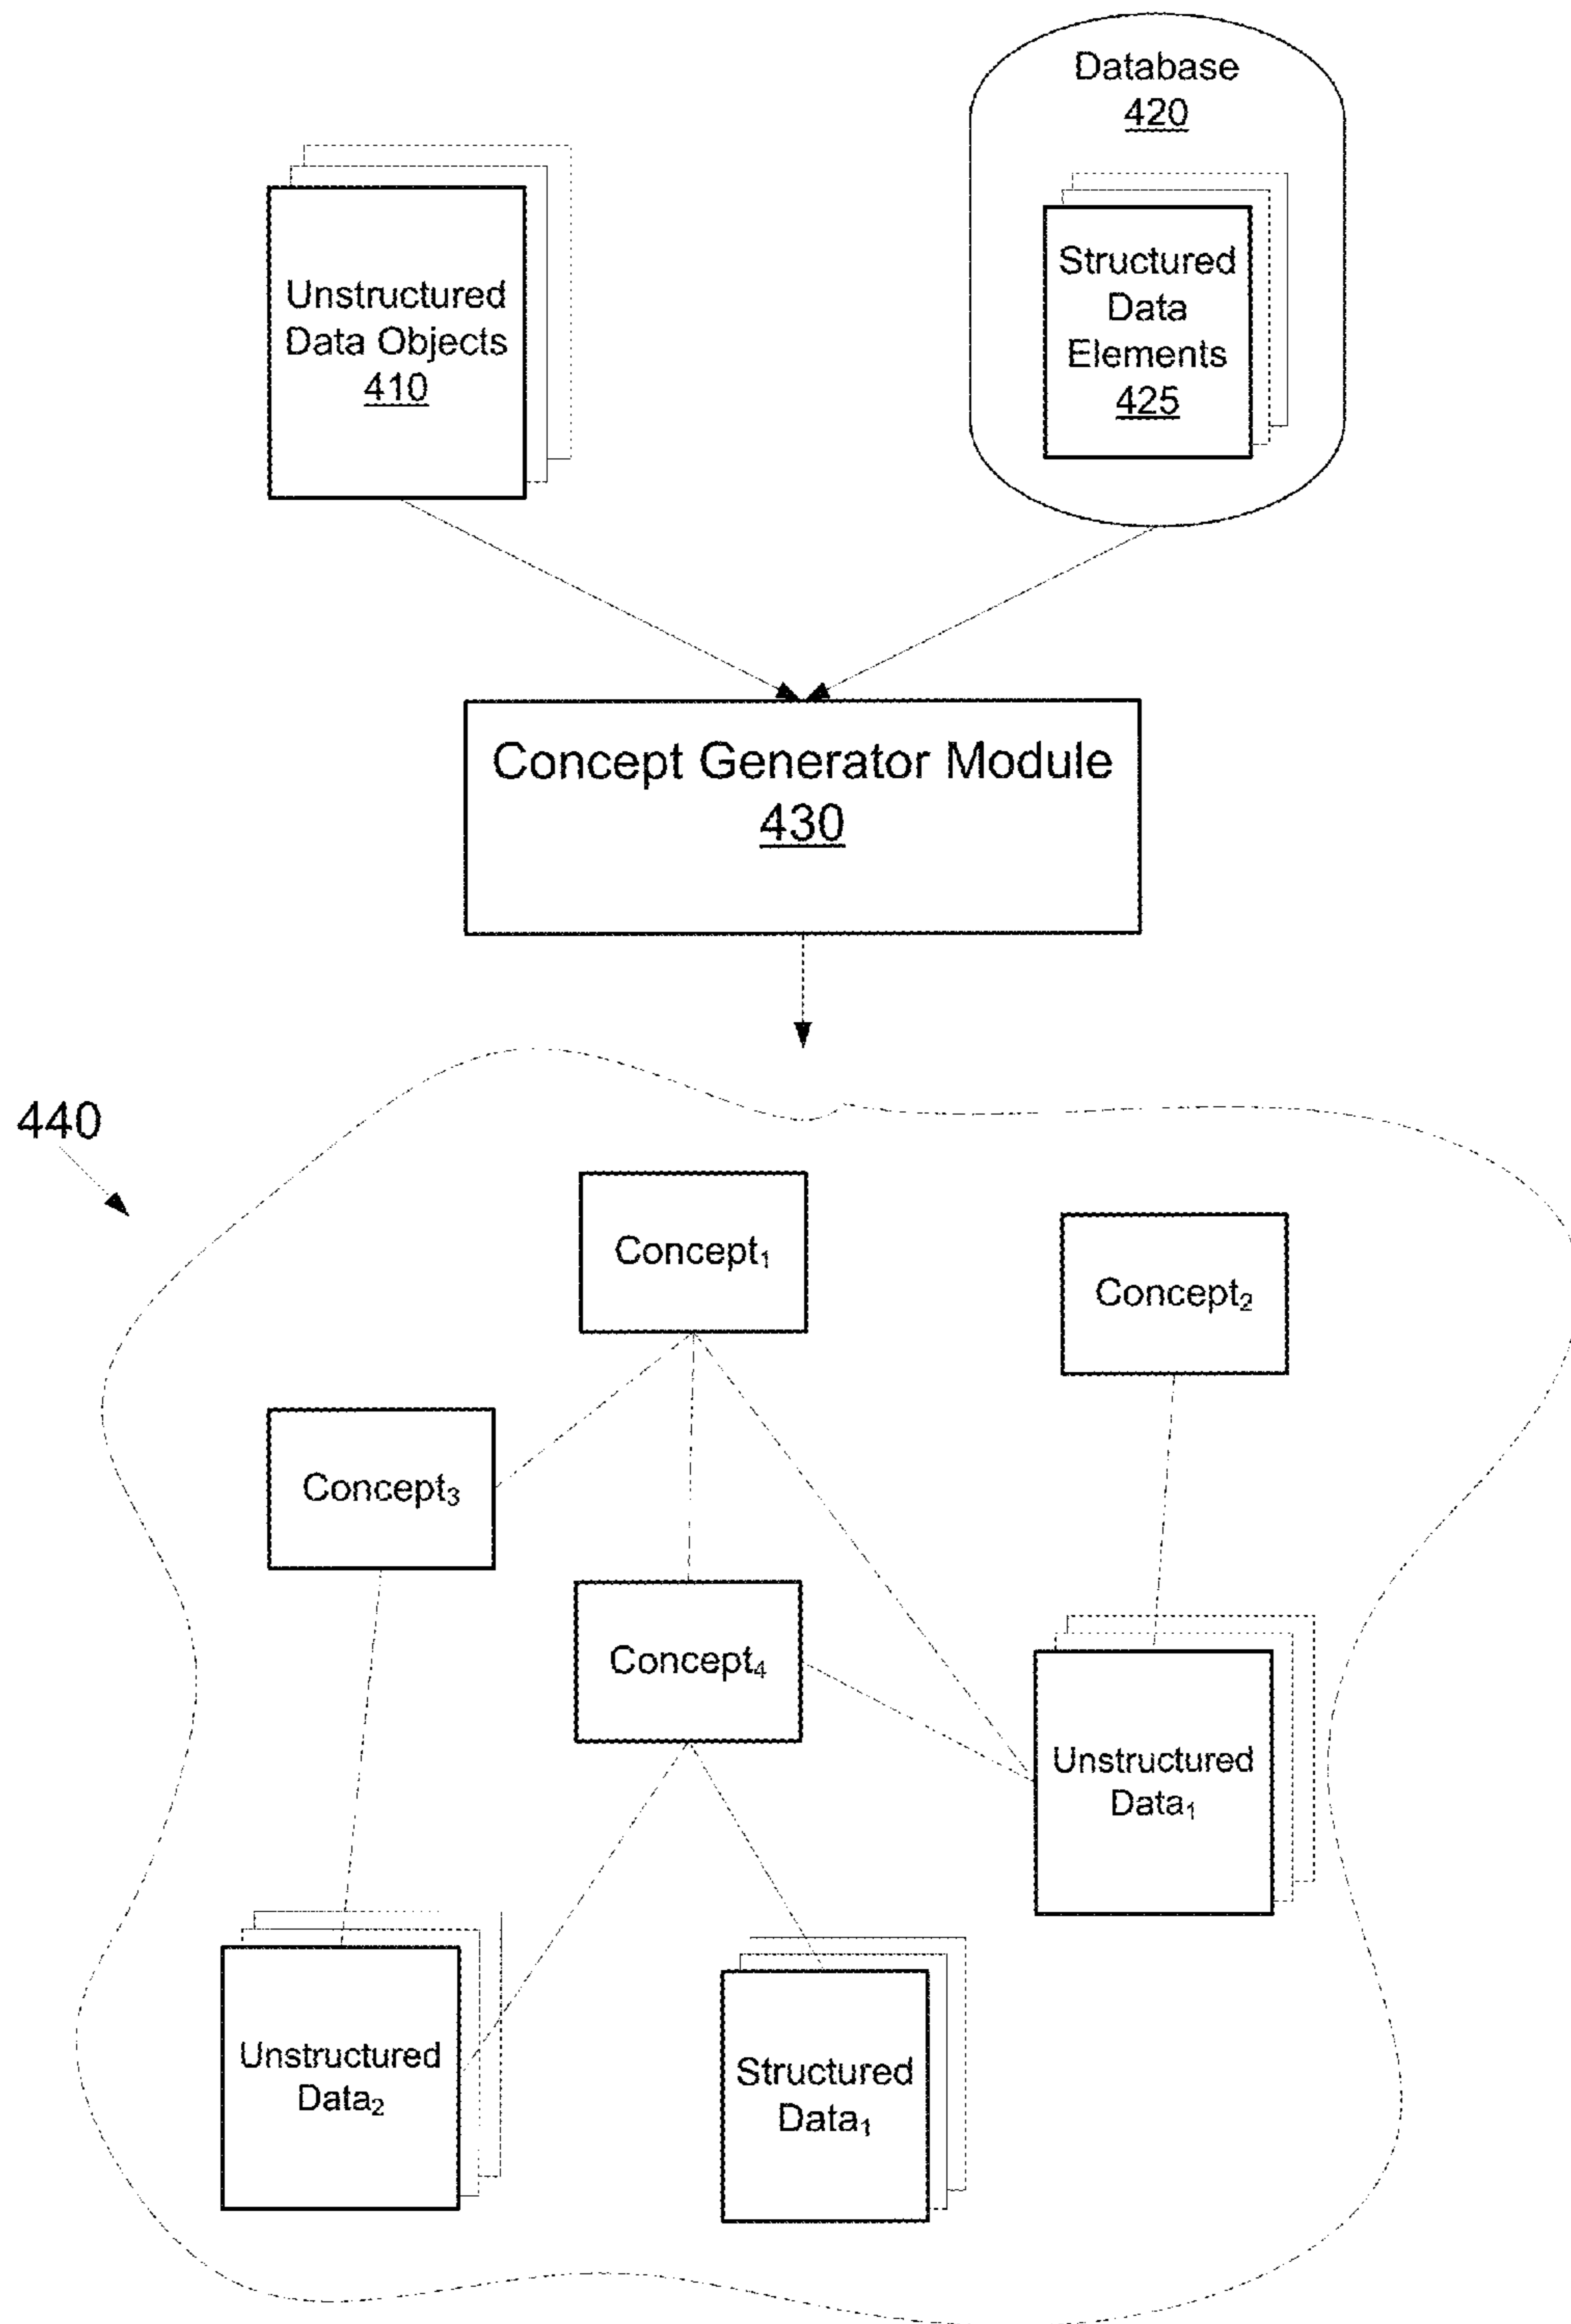 Database
420
Unstructured
Data Objects
410
Structured
Data
Elements
425
Concept Generator Module
430
440
Concept₁
Concept₂
Concept₃
Concept₄
Unstructured
Data₁
Unstructured
Data₂
Structured
Data₁